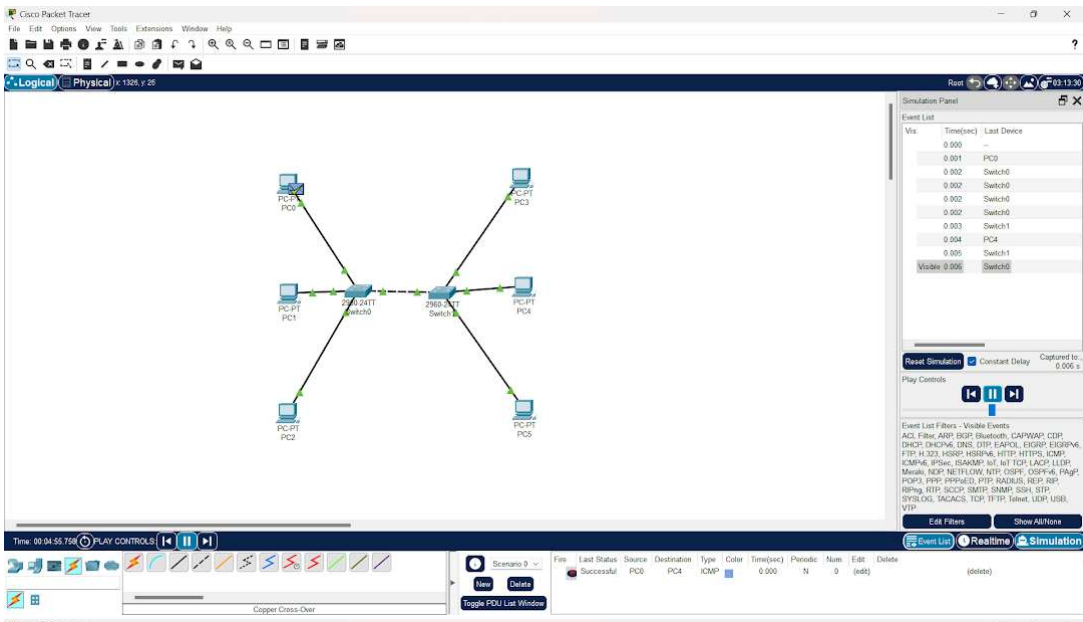 Cisco Packet Tracer
File Edit Options View Tools Extensions Window Help
?
Logical Physical x: 1326, y: 26 Root 03:13:30
Simulation Panel
Event List
Vis. Time(sec) Last Device
0.000 --
0.001 PC0
0.002 Switch0
0.002 Switch0
0.002 Switch0
0.002 Switch0
0.003 Switch1
0.004 PC4
0.005 Switch1
Visible 0.006 Switch0
PC-PT
PC0
PC-PT
PC3
PC-PT
PC1
2960-24TT
Switch0
2960-24TT
Switch1
PC-PT
PC4
PC-PT
PC2
PC-PT
PC5
Reset Simulation Constant Delay Captured to:
0.006 s
Play Controls
Event List Filters - Visible Events
ACL Filter, ARP, BGP, Bluetooth, CAPWAP, CDP,
DHCP, DHCPv6, DNS, DTP, EAPOL, EIGRP, EIGRPv6,
FTP, H.323, HSRP, HSRPv6, HTTP, HTTPS, ICMP,
ICMPv6, IPSec, ISAKMP, IoT, IoT TCP, LACP, LLDP,
Meraki, NDP, NETFLOW, NTP, OSPF, OSPFv6, PAgP,
POP3, PPP, PPPoED, PTP, RADIUS, REP, RIP,
RIPng, RTP, SCCP, SMTP, SNMP, SSH, STP,
SYSLOG, TACACS, TCP, TFTP, Telnet, UDP, USB,
VTP
Edit Filters Show All/None
Time: 00:04:55.758 PLAY CONTROLS: Event List Realtime Simulation
Scenario 0
New Delete
Toggle PDU List Window
Fire Last Status Source Destination Type Color Time(sec) Periodic Num Edit Delete
Successful PC0 PC4 ICMP 0.000 N 0 (edit) (delete)
Copper Cross-Over